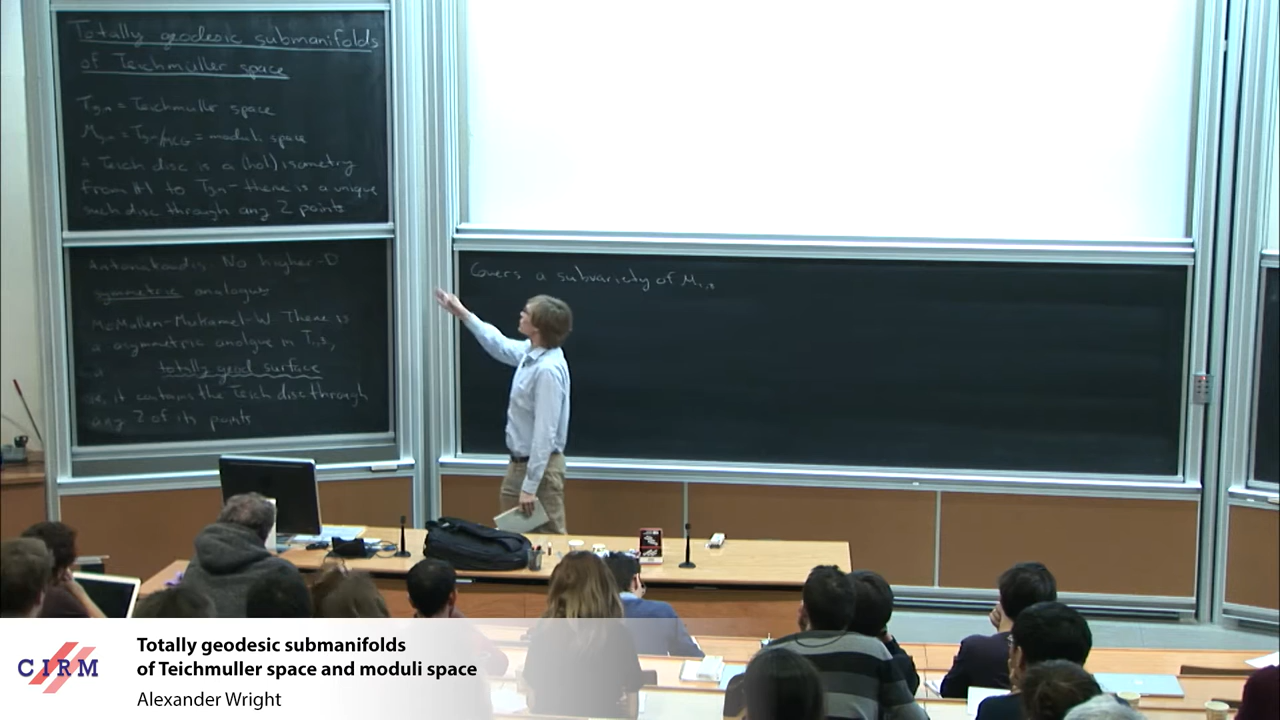 Totally geodesic submanifolds
of Teichmüller space
Tg,n = Teichmuller space
Mg,n = Tg,n/MCG = moduli space
A Teich disc is a (hol) isometry
from H to Tg,n - there is a unique
such disc through any 2 points
Antonakoudis No higher-D
symmetric analogue
McMullen-Mukamel-W There is
a asymmetric analogue in T1,3,
a totally geod surface
ie, it contains the Teich disc through
any 2 of its points
Covers a subvariety of M1,3
CIRM
Totally geodesic submanifolds
of Teichmuller space and moduli space
Alexander Wright